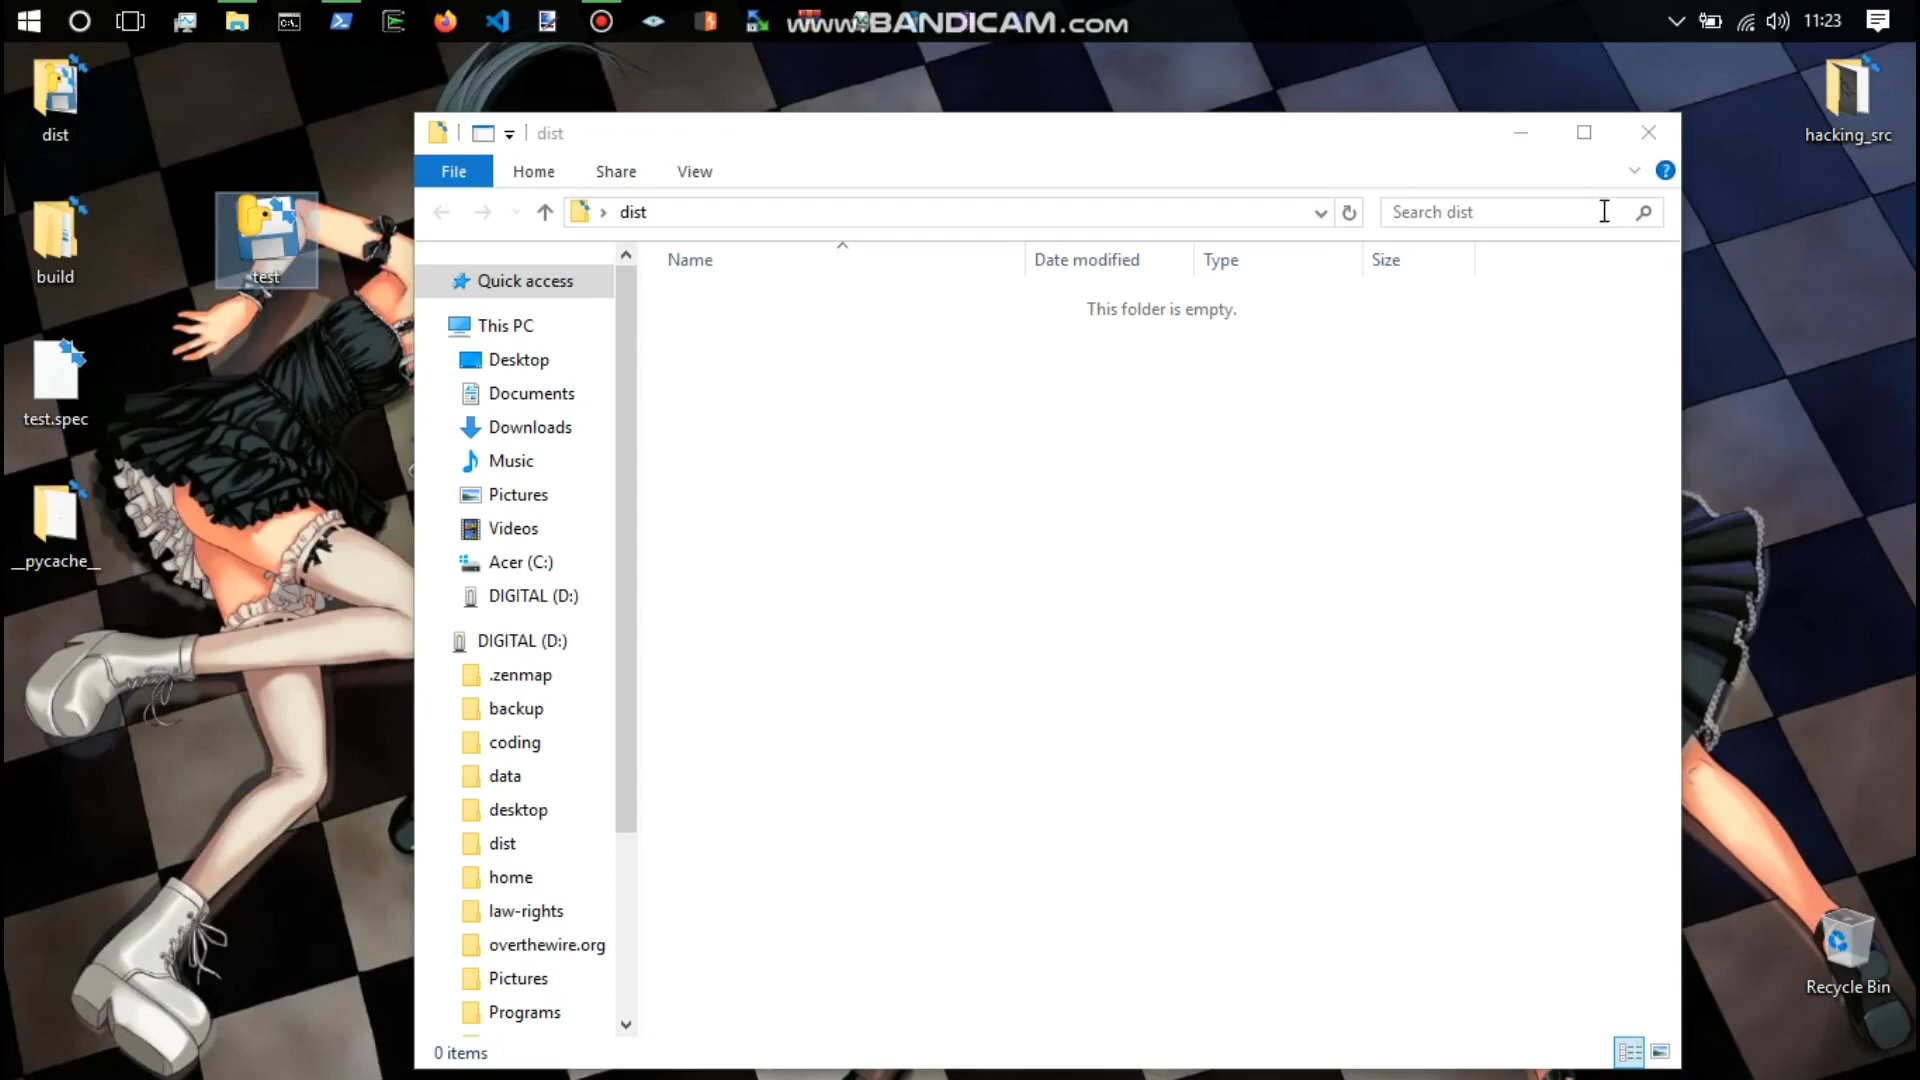 www.BANDICAM.com
11:23
dist
build
test
test.spec
__pycache__
hacking_src
Recycle Bin
dist
File Home Share View
dist
Search dist
Name Date modified Type Size
This folder is empty.
Quick access
This PC
Desktop
Documents
Downloads
Music
Pictures
Videos
Acer (C:)
DIGITAL (D:)
DIGITAL (D:)
.zenmap
backup
coding
data
desktop
dist
home
law-rights
overthewire.org
Pictures
Programs
0 items